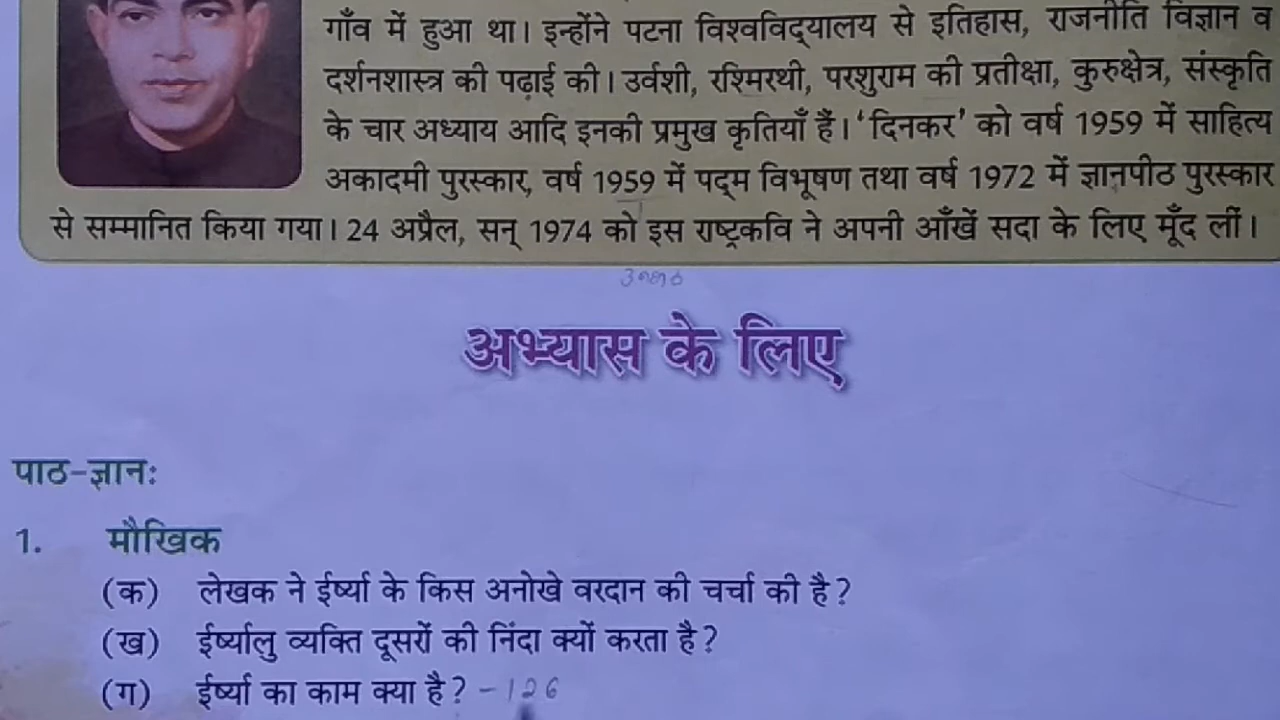 गाँव में हुआ था। इन्होंने पटना विश्वविद्यालय से इतिहास, राजनीति विज्ञान व
दर्शनशास्त्र की पढ़ाई की। उर्वशी, रश्मिरथी, परशुराम की प्रतीक्षा, कुरुक्षेत्र, संस्कृति
के चार अध्याय आदि इनकी प्रमुख कृतियाँ हैं। 'दिनकर' को वर्ष 1959 में साहित्य
अकादमी पुरस्कार, वर्ष 1959 में पद्म विभूषण तथा वर्ष 1972 में ज्ञानपीठ पुरस्कार
से सम्मानित किया गया। 24 अप्रैल, सन् 1974 को इस राष्ट्रकवि ने अपनी आँखें सदा के लिए मूँद लीं।
अभ्यास के लिए
पाठ-ज्ञानः
1. मौखिक
(क) लेखक ने ईर्ष्या के किस अनोखे वरदान की चर्चा की है?
(ख) ईर्ष्यालु व्यक्ति दूसरों की निंदा क्यों करता है?
(ग) ईर्ष्या का काम क्या है? - 126